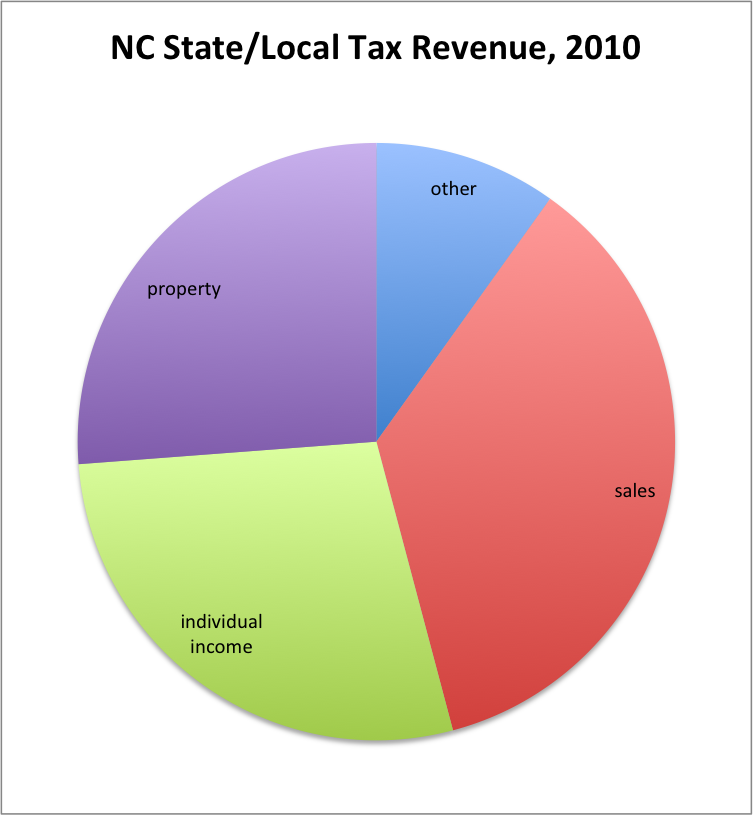 NC State/Local Tax Revenue, 2010
other
property
sales
individual
income